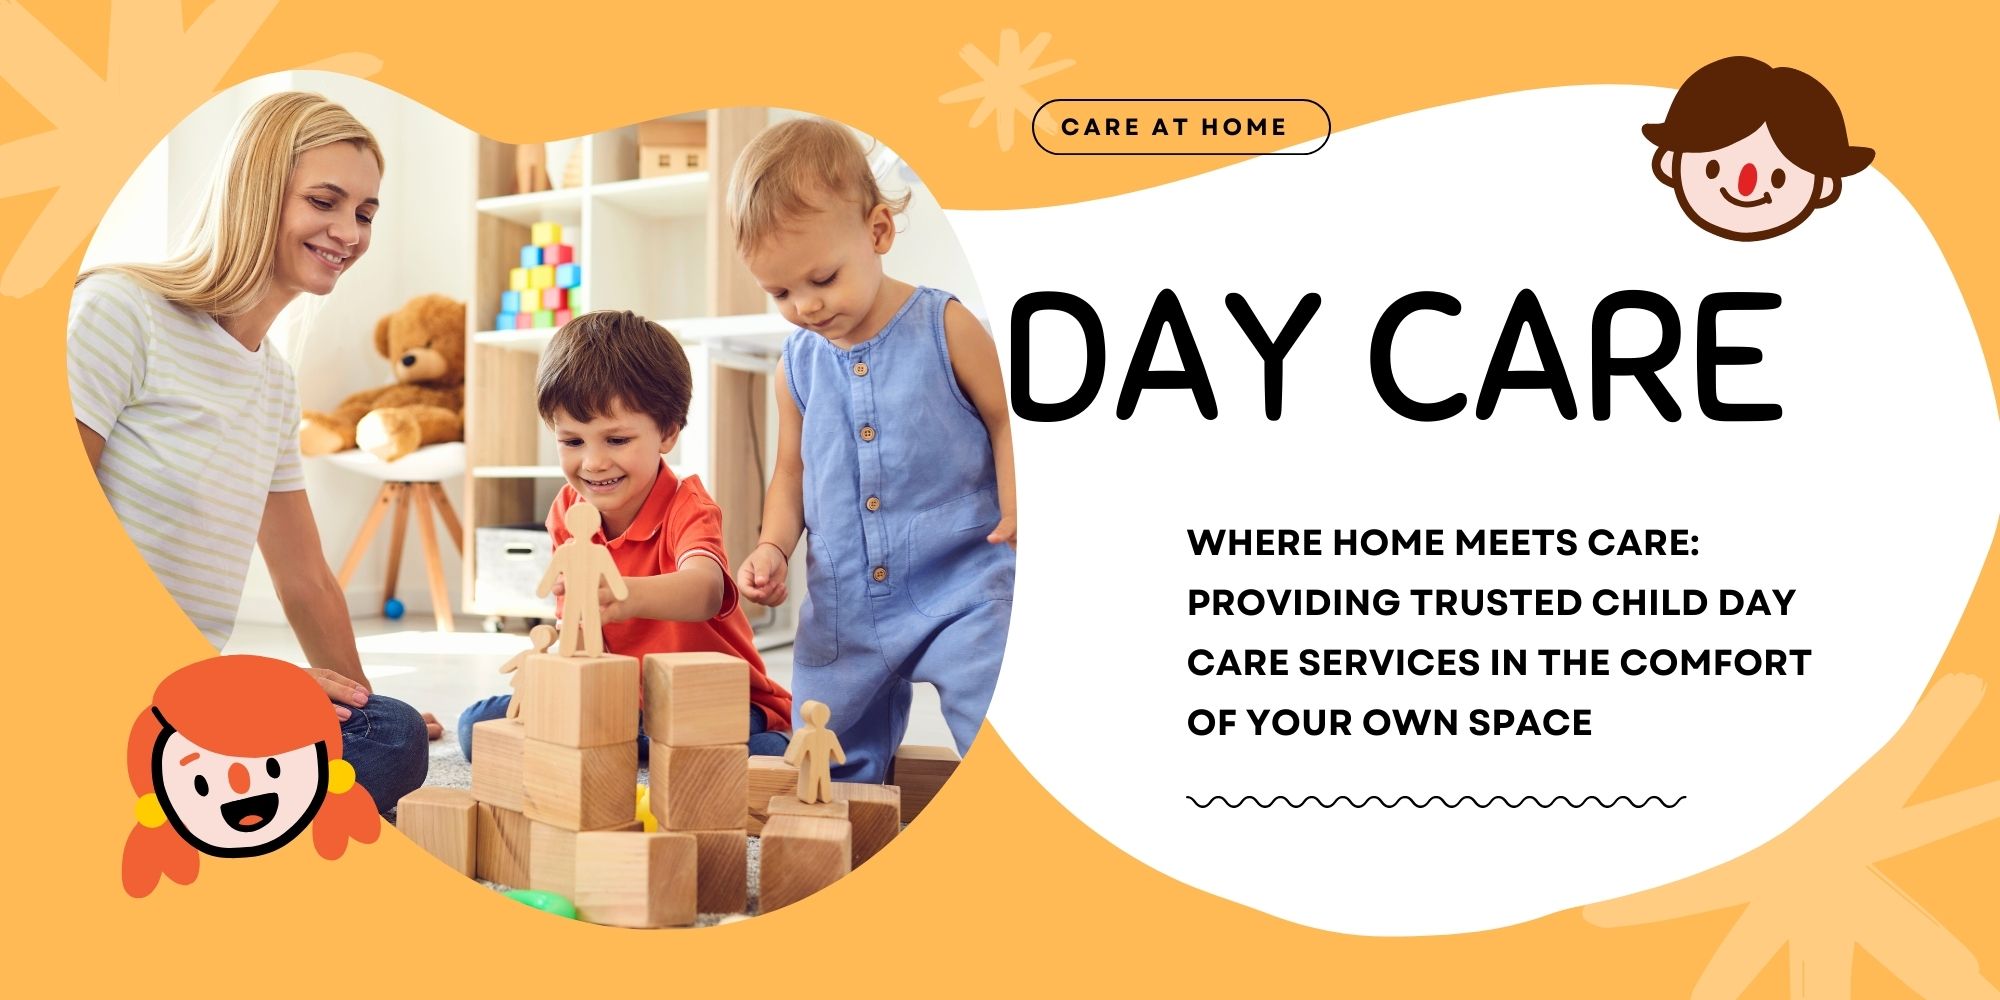 CARE AT HOME
DAY CARE
WHERE HOME MEETS CARE:
PROVIDING TRUSTED CHILD DAY
CARE SERVICES IN THE COMFORT
OF YOUR OWN SPACE